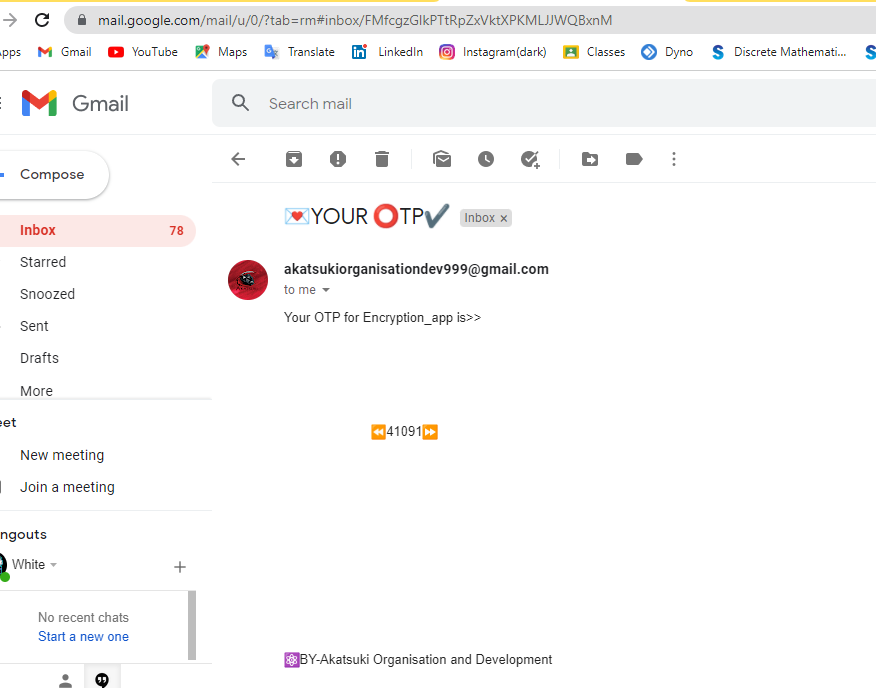 mail.google.com/mail/u/0/?tab=rm#inbox/FMfcgzGlkPTtRpZxVktXPKMLJJWQBxnM
pps Gmail YouTube Maps Translate LinkedIn Instagram(dark) Classes Dyno Discrete Mathemati...
Gmail
Search mail
Compose
💌YOUR ⭕TP✔ Inbox ×
Inbox 78
Starred
akatsukiorganisationdev999@gmail.com
to me
Snoozed
Your OTP for Encryption_app is>>
Sent
Drafts
More
eet
⏪41091⏩
New meeting
Join a meeting
ngouts
White
No recent chats
Start a new one
⚛BY-Akatsuki Organisation and Development